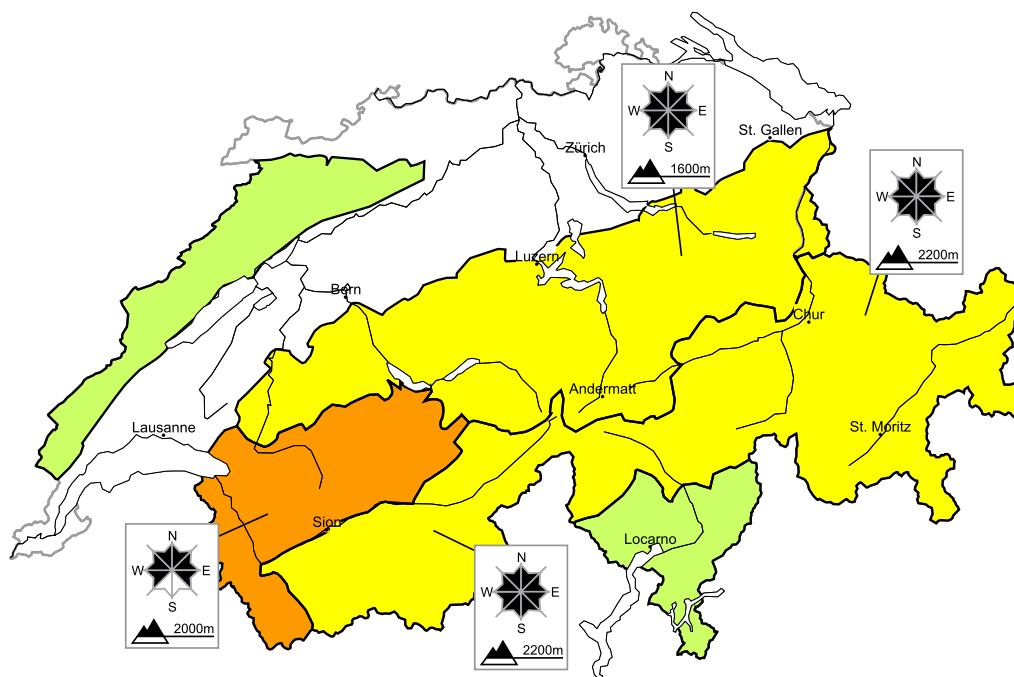 N
W E
S
1600m
St. Gallen
Zürich
N
W E
S
2200m
Luzern
Bern
Chur
Andermatt
Lausanne
St. Moritz
Sion
N
W E
S
2000m
Locarno
N
W E
S
2200m